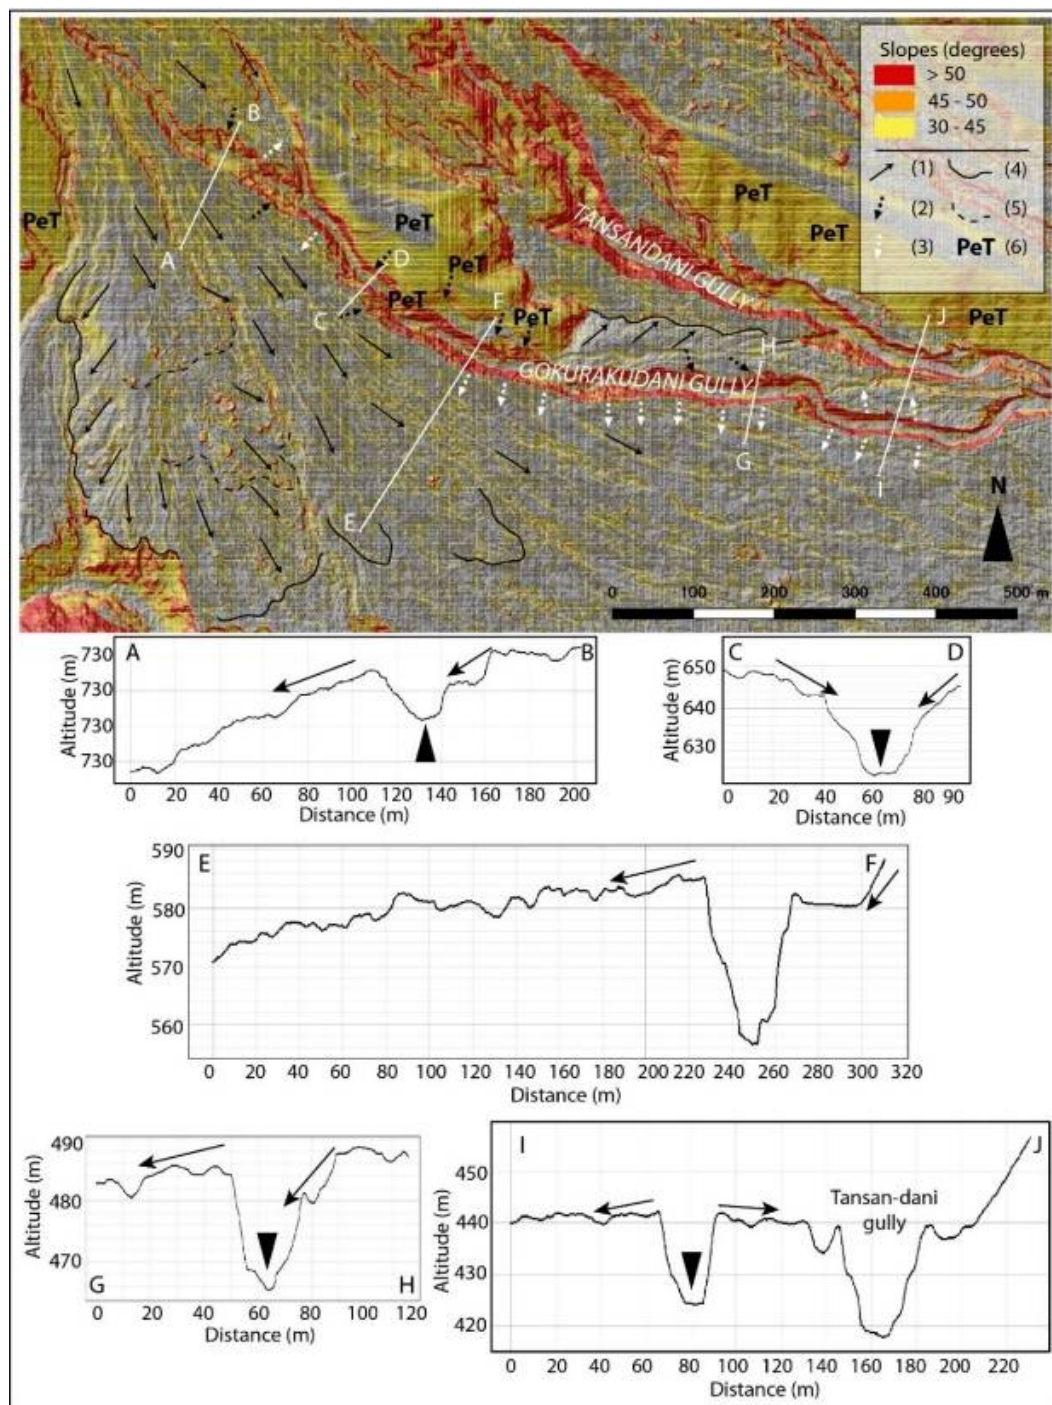 Slopes (degrees)
> 50
45 - 50
30 - 45
(1) (4)
(2) (5)
(3) PeT (6)
B
PeT
PeT
PeT
TANSANDANI GULLY
A
D
PeT
F
PeT
C
PeT
J
PeT
H
GOKURAKUDANI GULLY
G
I
E
N
0 100 200 300 400 500 m
A B
Altitude (m)
730
730
730
730
0 20 40 60 80 100 120 140 160 200
Distance (m)
C D
Altitude (m)
650
640
630
0 20 40 60 80 90
Distance (m)
E F
Altitude (m)
590
580
570
560
0 20 40 60 80 100 120 140 160 180 200 220 240 260 280 300 320
Distance (m)
G H
Altitude (m)
490
480
470
0 20 40 60 80 120
Distance (m)
I J
Tansan-dani
gully
Altitude (m)
450
440
430
420
0 20 40 60 80 100 120 140 160 180 200 220
Distance (m)